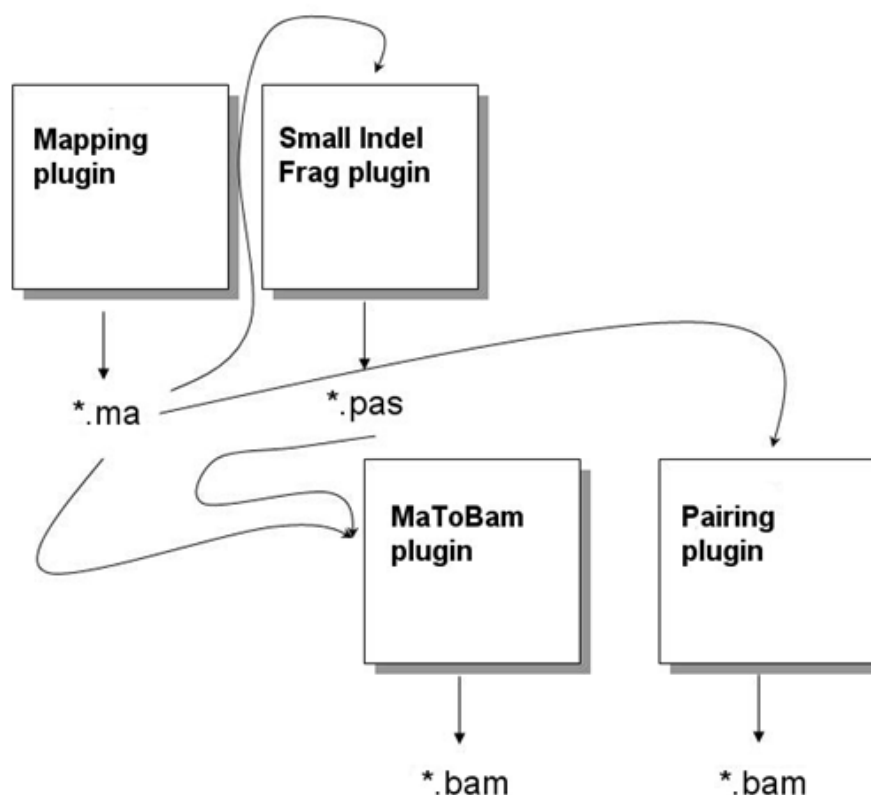 Mapping
plugin
Small Indel
Frag plugin
*.ma
*.pas
MaToBam
plugin
Pairing
plugin
*.bam
*.bam